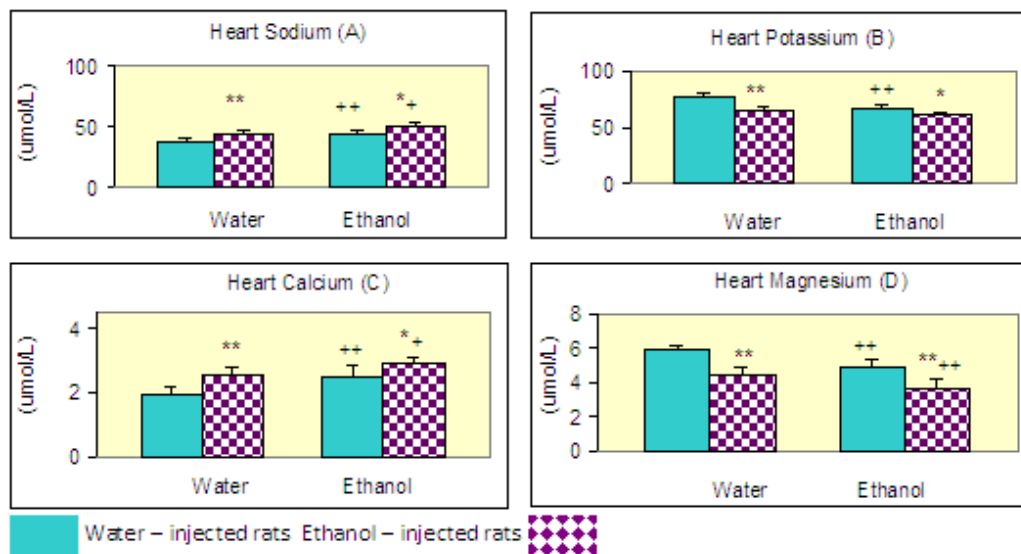 Heart Sodium (A)
(umol/L)
100
50
0
**
++
*+
Water
Ethanol
Heart Potassium (B)
(umol/L)
100
50
0
**
++
*
Water
Ethanol
Heart Calcium (C)
(umol/L)
4
2
0
**
++
*+
Water
Ethanol
Heart Magnesium (D)
(umol/L)
8
6
4
2
0
**
++
**++
Water
Ethanol
Water – injected rats Ethanol – injected rats